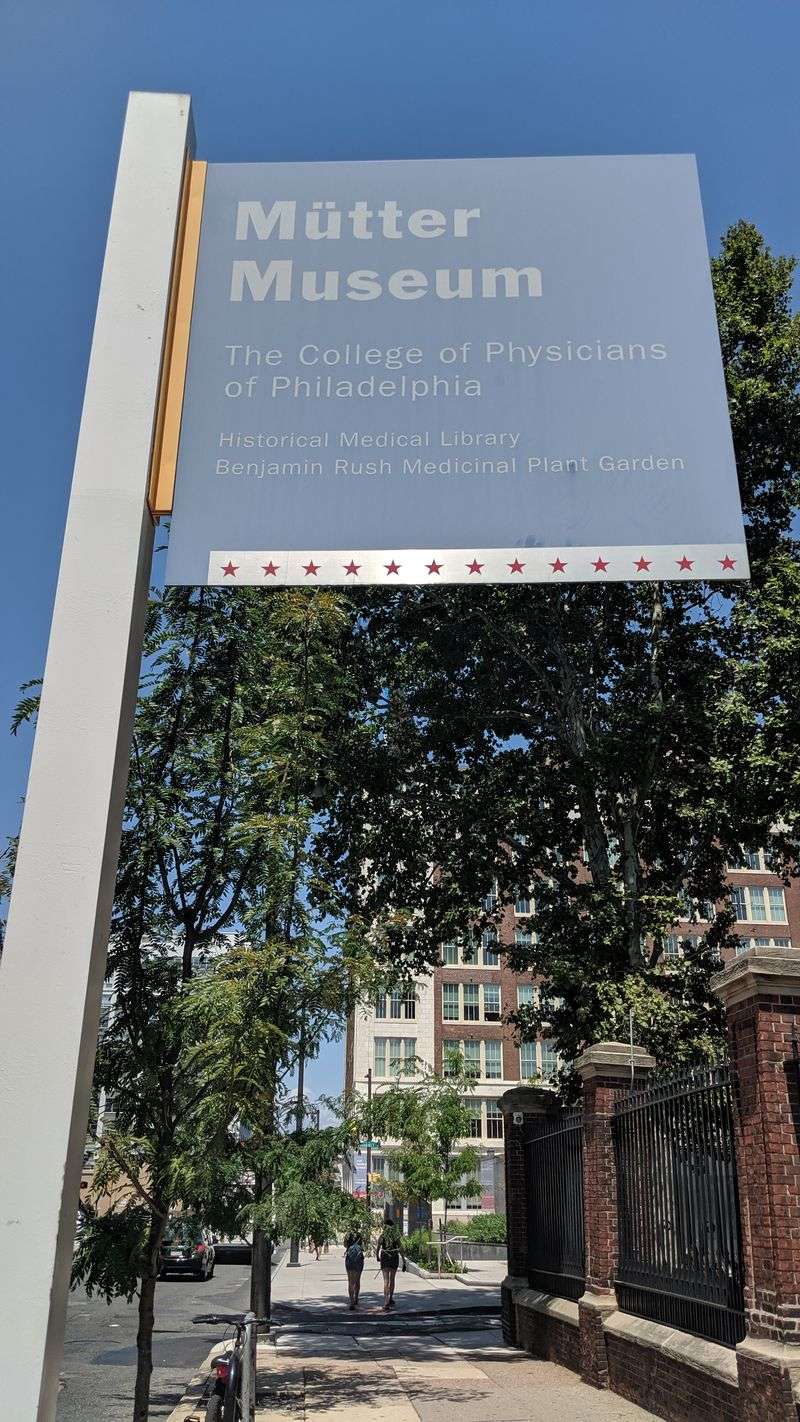 Mütter
Museum
The College of Physicians
of Philadelphia
Historical Medical Library
Benjamin Rush Medicinal Plant Garden